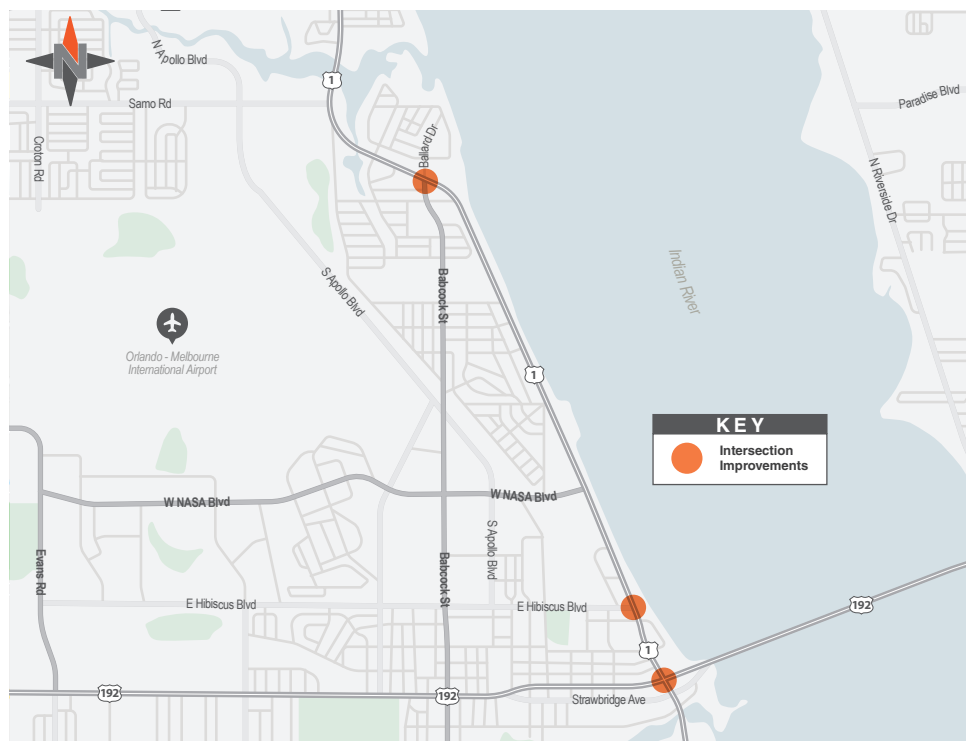 N
N Apollo Blvd
1
Sarno Rd
Paradise Blvd
Croton Rd
Ballard Dr
N Riverside Dr
S Apollo Blvd
Babcock St
Indian River
Orlando - Melbourne
International Airport
1
KEY
Intersection
Improvements
W NASA Blvd
W NASA Blvd
S Apollo Blvd
Evans Rd
Babcock St
E Hibiscus Blvd
E Hibiscus Blvd
192
1
192
192
Strawbridge Ave